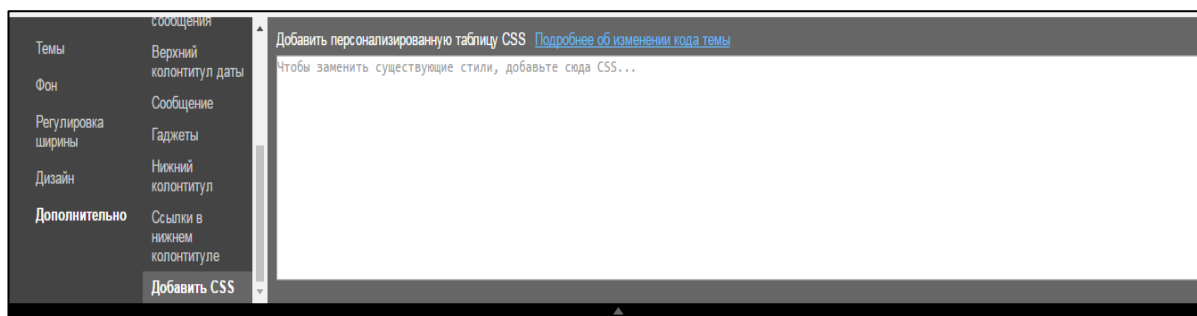 Темы
Фон
Регулировка
ширины
Дизайн
Дополнительно
сообщения
Верхний
колонтитул даты
Сообщение
Гаджеты
Нижний
колонтитул
Ссылки в
нижнем
колонтитуле
Добавить CSS
Добавить персонализированную таблицу CSS Подробнее об изменении кода темы
Чтобы заменить существующие стили, добавьте сюда CSS...